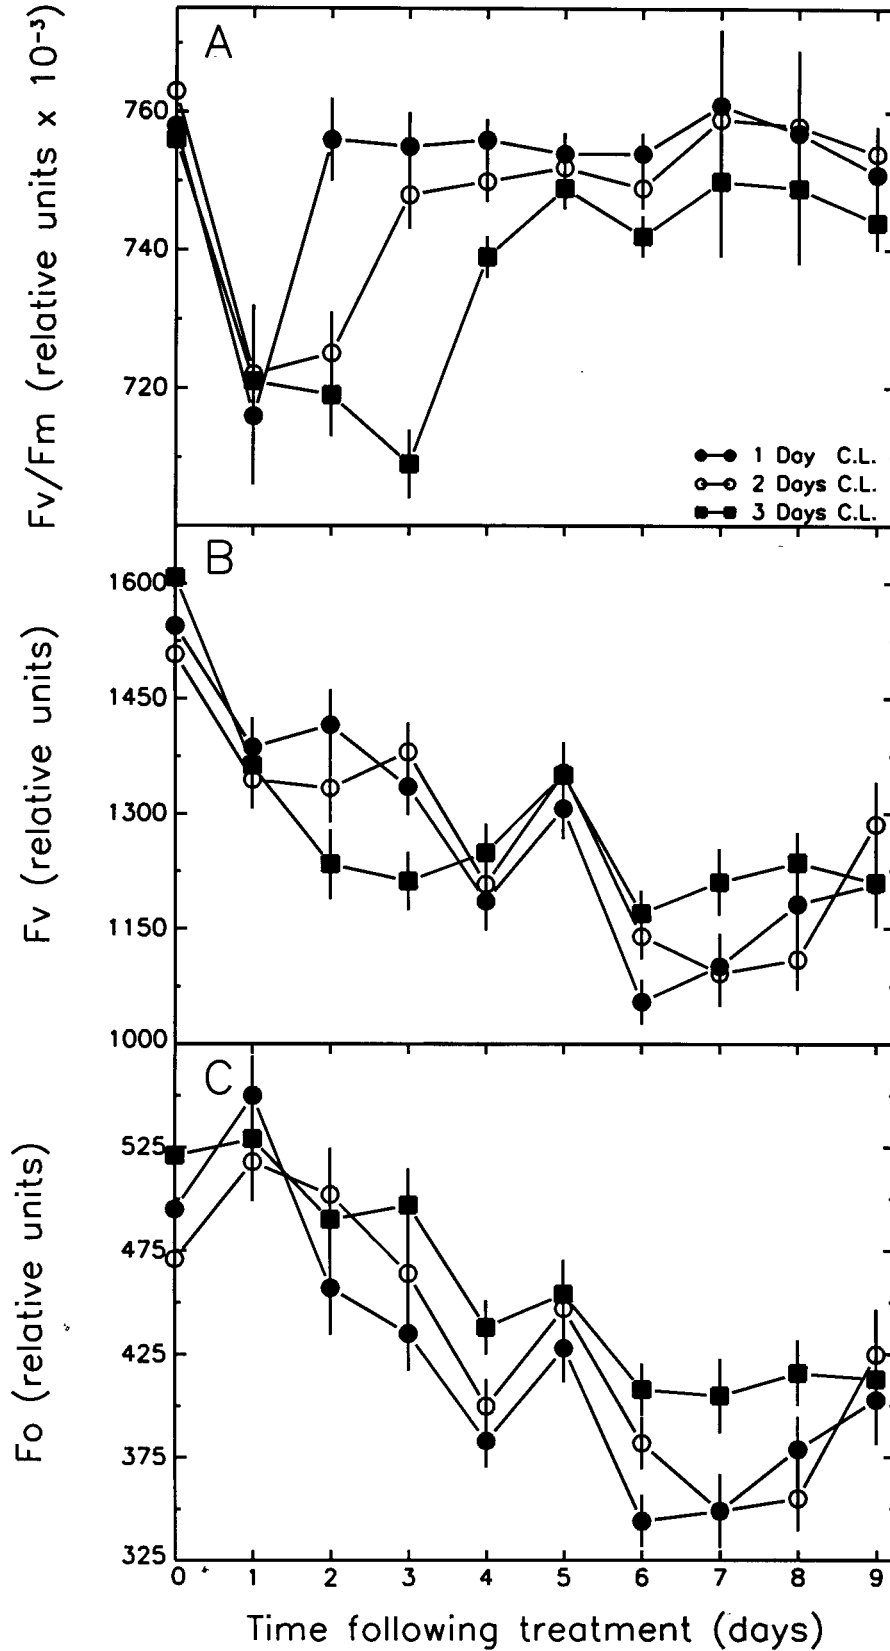 A
Fv/Fm (relative units x 10⁻³)
760
740
720
1 Day C.L.
2 Days C.L.
3 Days C.L.
B
Fv (relative units)
1600
1450
1300
1150
1000
C
Fo (relative units)
525
475
425
375
325
0 1 2 3 4 5 6 7 8 9
Time following treatment (days)